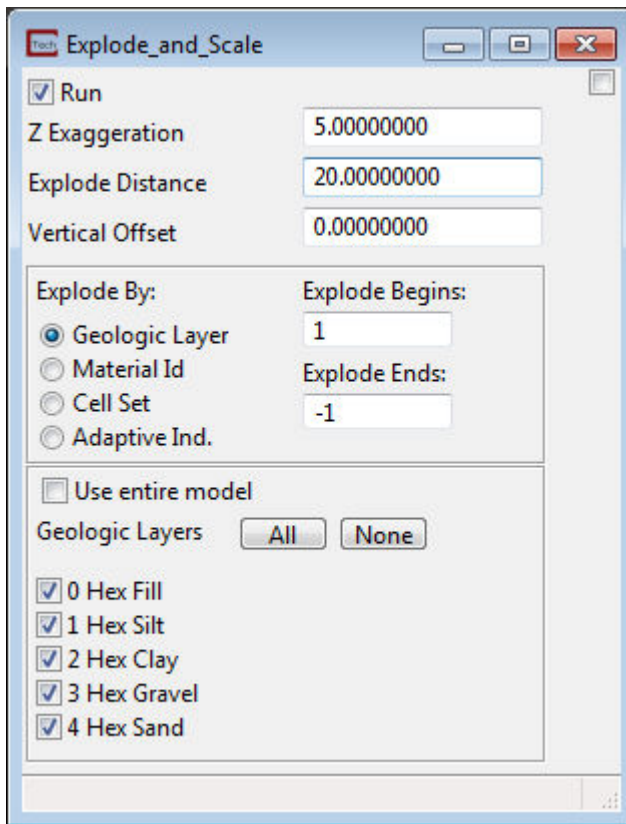 Tech Explode_and_Scale
Run
Z Exaggeration 5.00000000
Explode Distance 20.00000000
Vertical Offset 0.00000000
Explode By: Explode Begins:
Geologic Layer 1
Material Id Explode Ends:
Cell Set -1
Adaptive Ind.
Use entire model
Geologic Layers All None
0 Hex Fill
1 Hex Silt
2 Hex Clay
3 Hex Gravel
4 Hex Sand